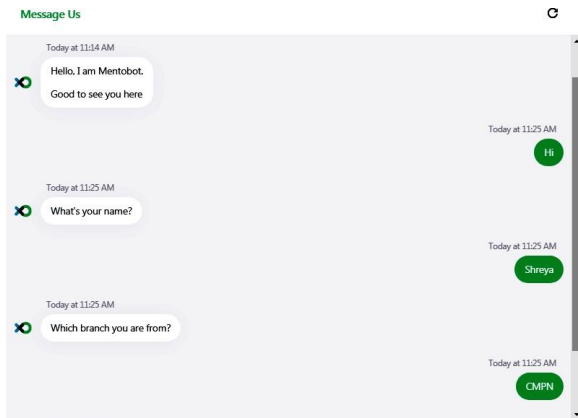 Message Us
Today at 11:14 AM
Hello, I am Mentobot.
Good to see you here
Today at 11:25 AM
Hi
Today at 11:25 AM
What's your name?
Today at 11:25 AM
Shreya
Today at 11:25 AM
Which branch you are from?
Today at 11:25 AM
CMPN